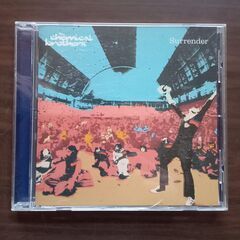 the
chemical
brothers
Surrender